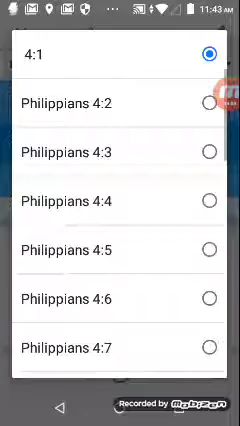 11:43 AM
4:1
Philippians 4:2
Philippians 4:3
Philippians 4:4
Philippians 4:5
Philippians 4:6
Philippians 4:7
Recorded by mobizen